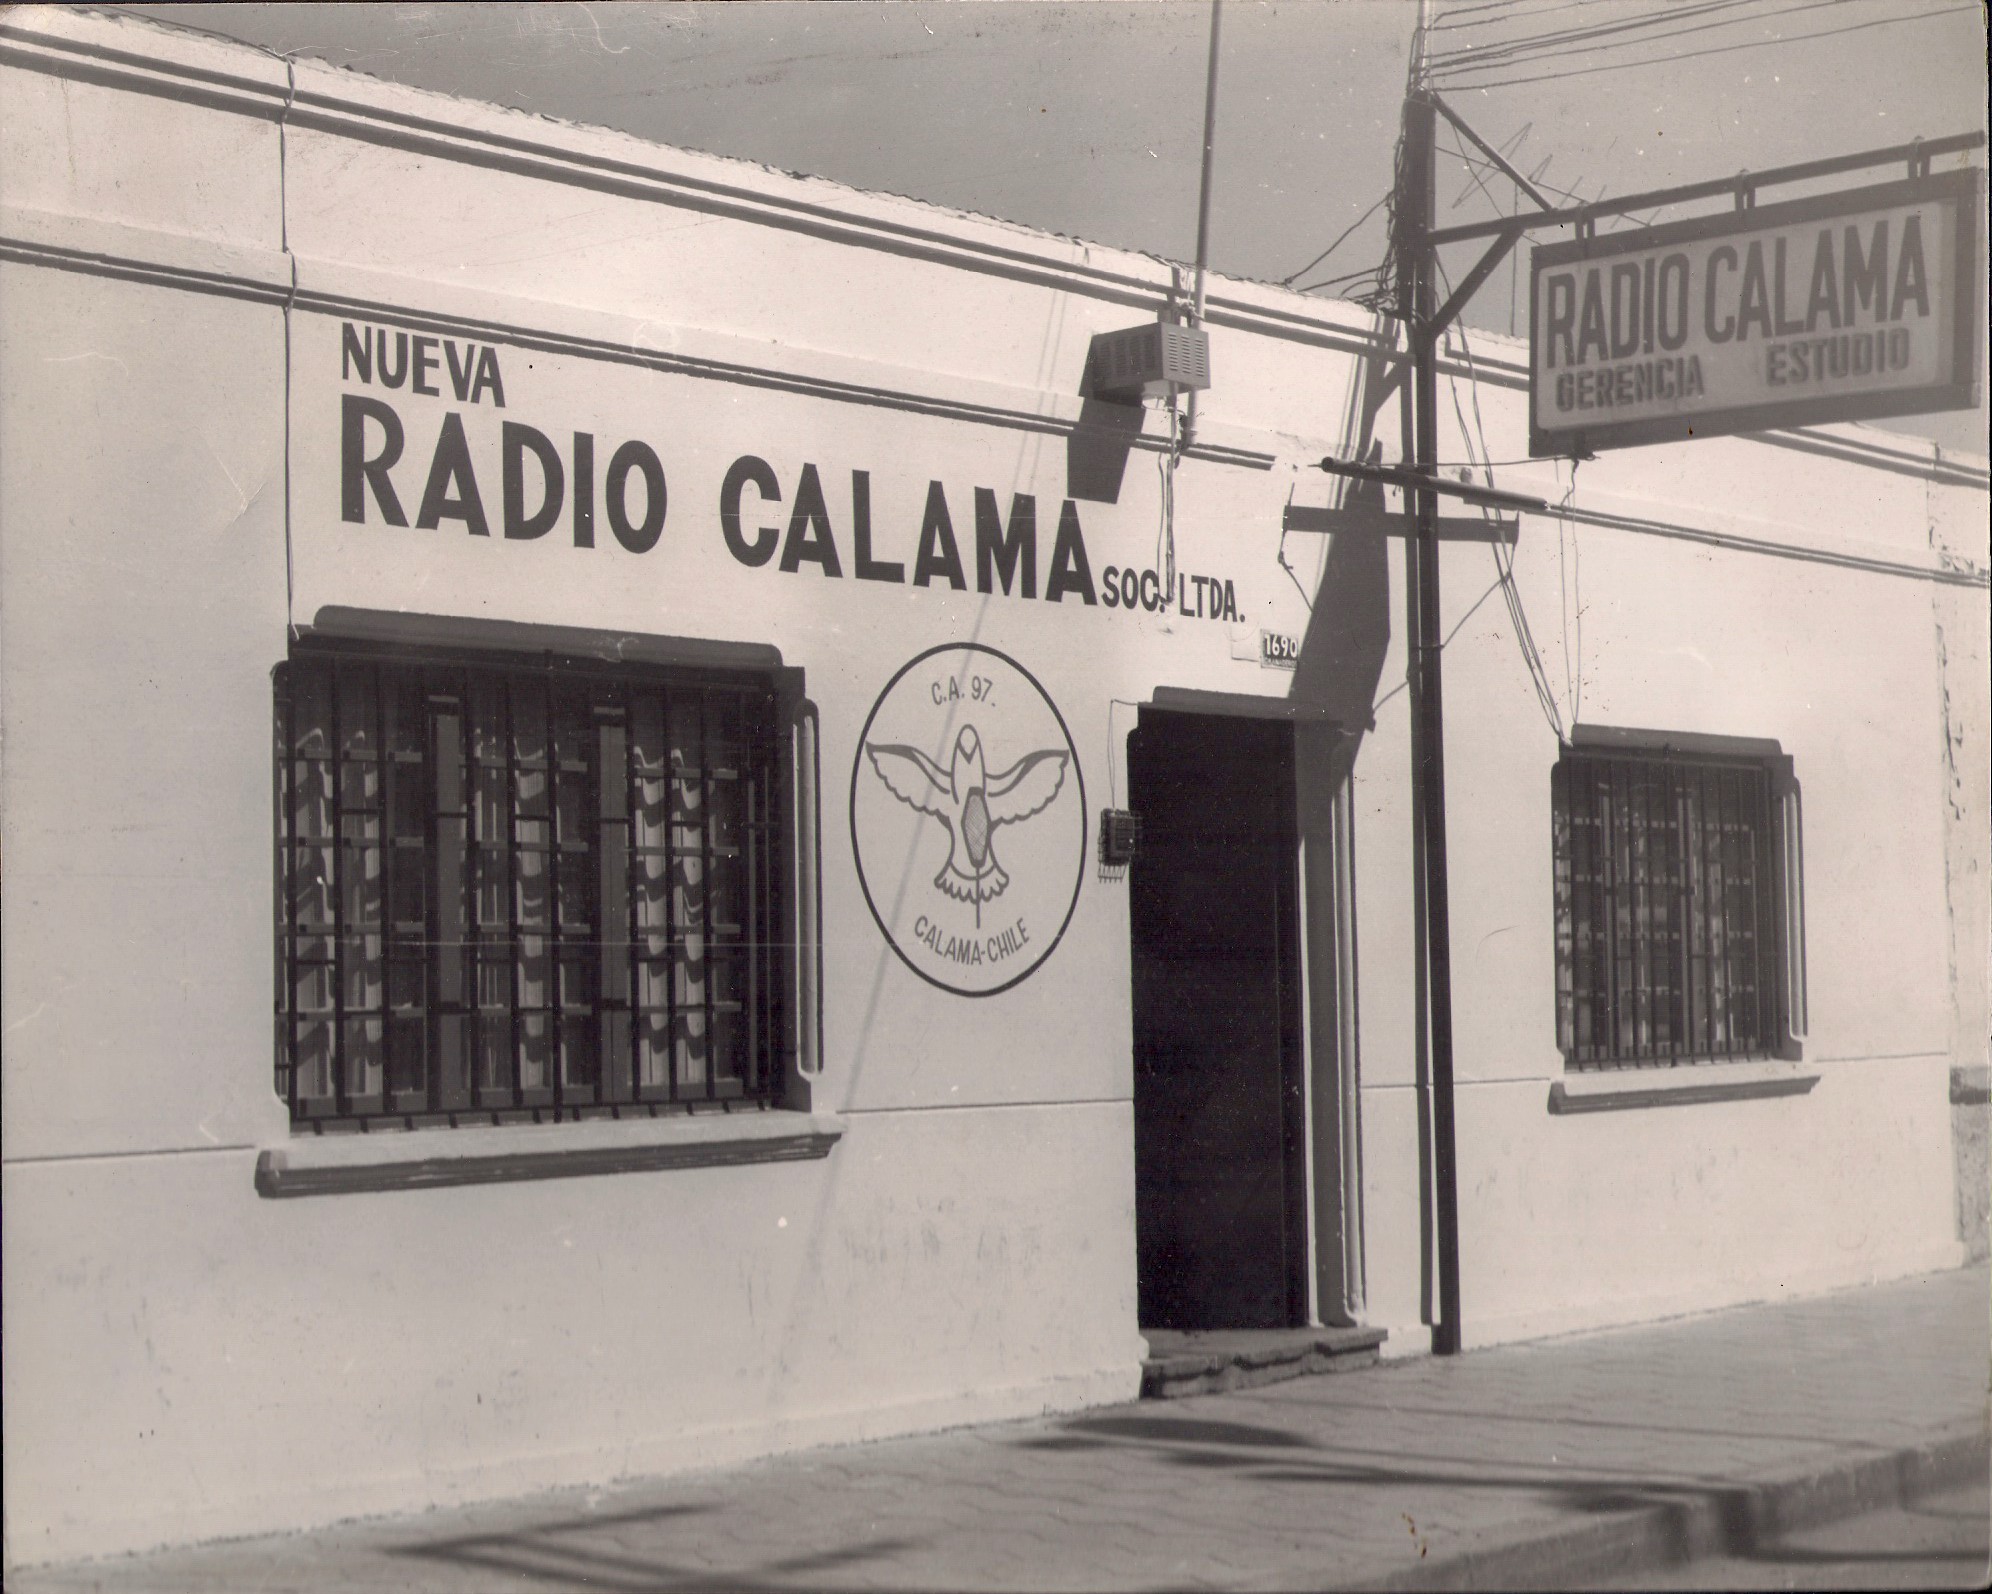 NUEVA
RADIO CALAMA SOC. LTDA.
1690
C.A. 97.
CALAMA-CHILE
RADIO CALAMA
GERENCIA ESTUDIO